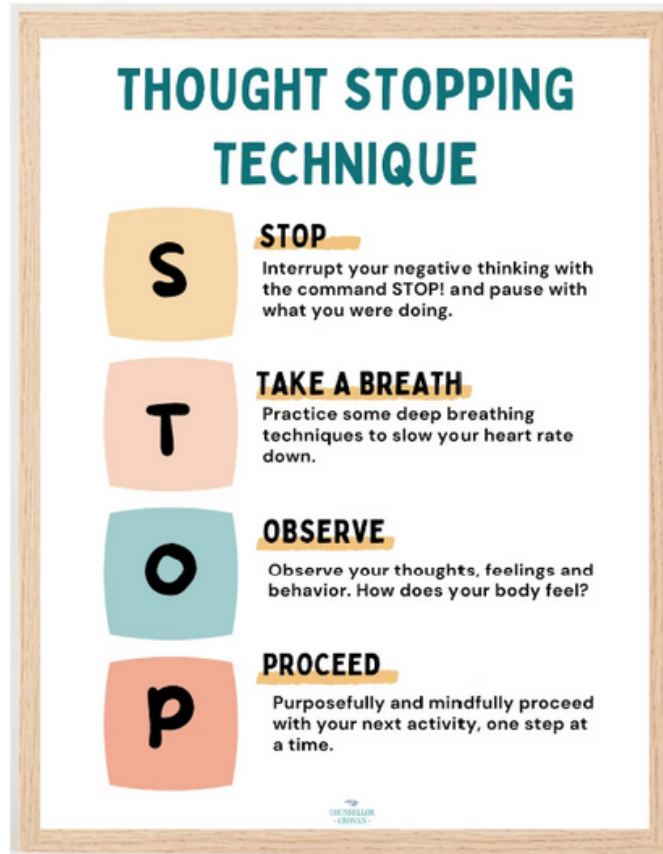 THOUGHT STOPPING
TECHNIQUE
S
STOP
Interrupt your negative thinking with
the command STOP! and pause with
what you were doing.
T
TAKE A BREATH
Practice some deep breathing
techniques to slow your heart rate
down.
O
OBSERVE
Observe your thoughts, feelings and
behavior. How does your body feel?
P
PROCEED
Purposefully and mindfully proceed
with your next activity, one step at
a time.
COUNSELLOR